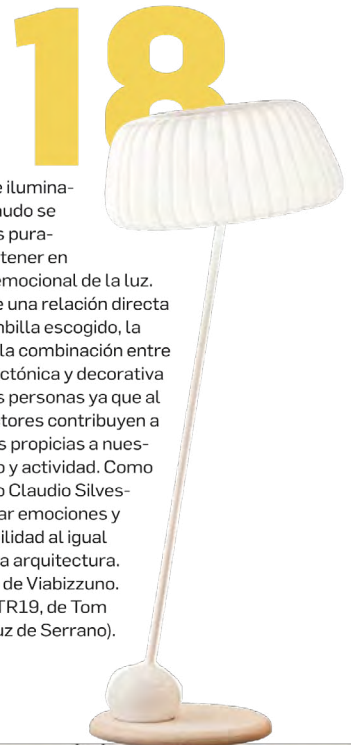 18
e ilumina-
udo se
s pura-
tener en
emocional de la luz.
e una relación directa
mbilla escogido, la
la combinación entre
ctónica y decorativa
s personas ya que al
tores contribuyen a
s propicias a nues-
o y actividad. Como
o Claudio Silves-
ar emociones y
ilidad al igual
a arquitectura.
de Viabizzuno.
TR19, de Tom
uz de Serrano).